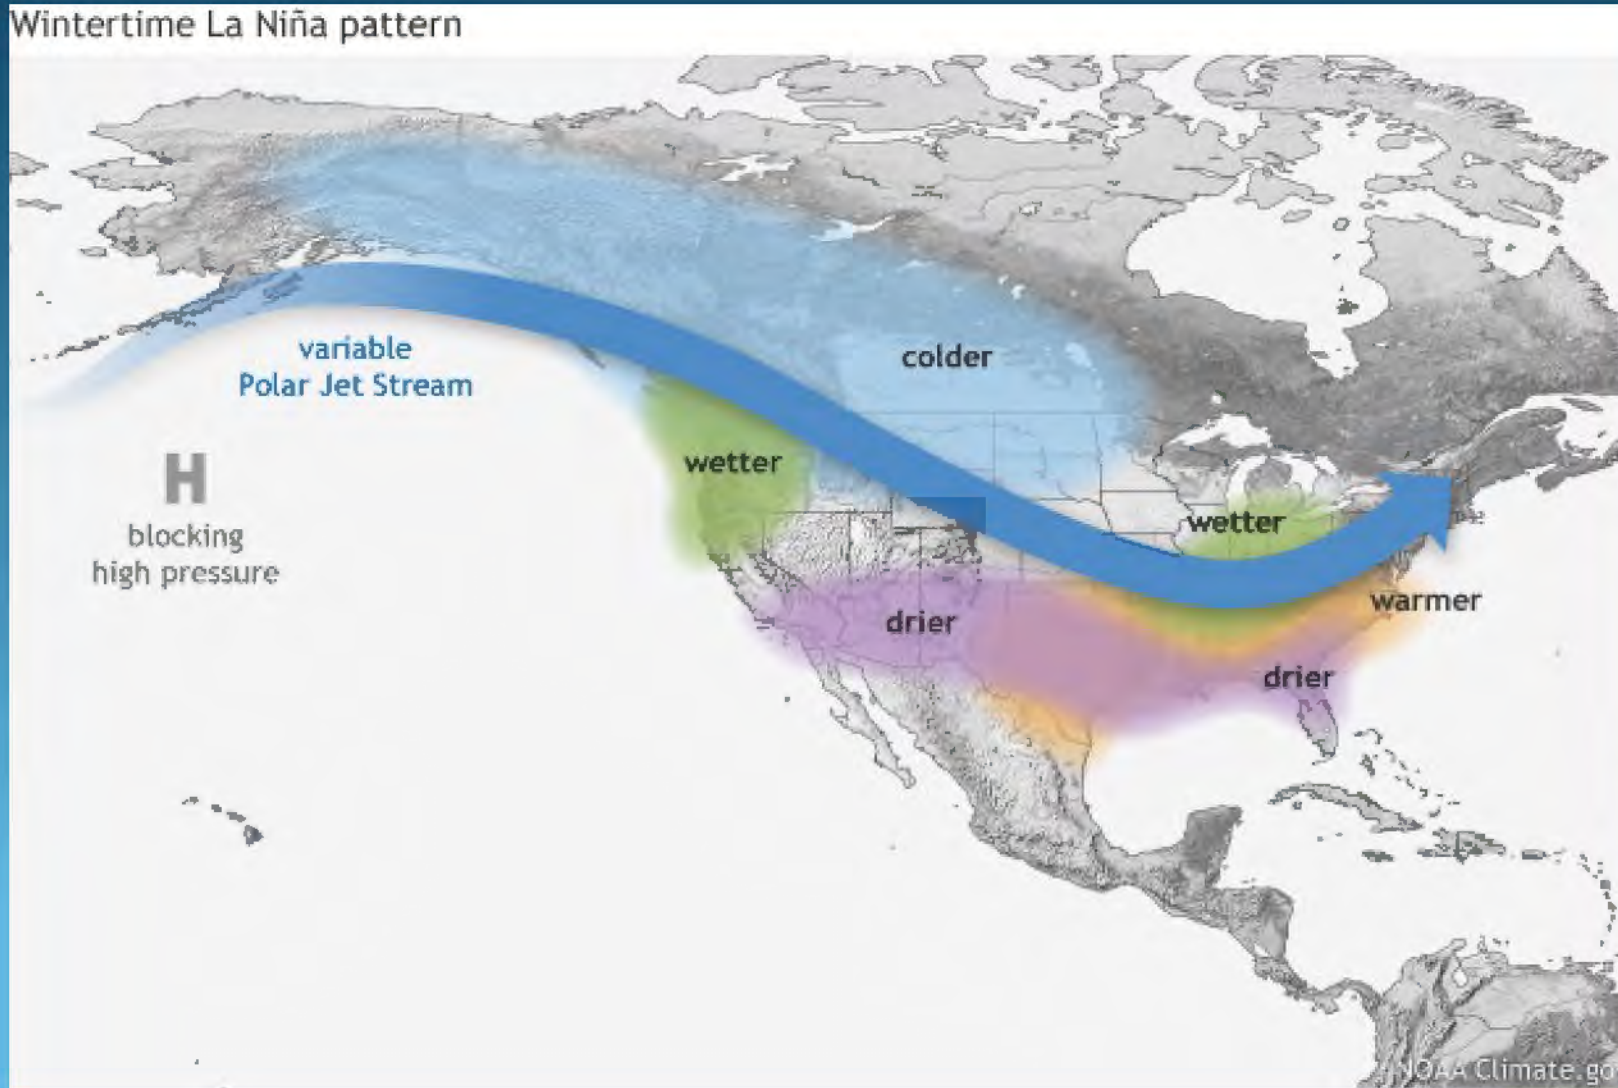 Wintertime La Niña pattern
colder
variable
Polar Jet Stream
wetter
H
blocking
high pressure
wetter
warmer
drier
drier
NOAA Climate.go